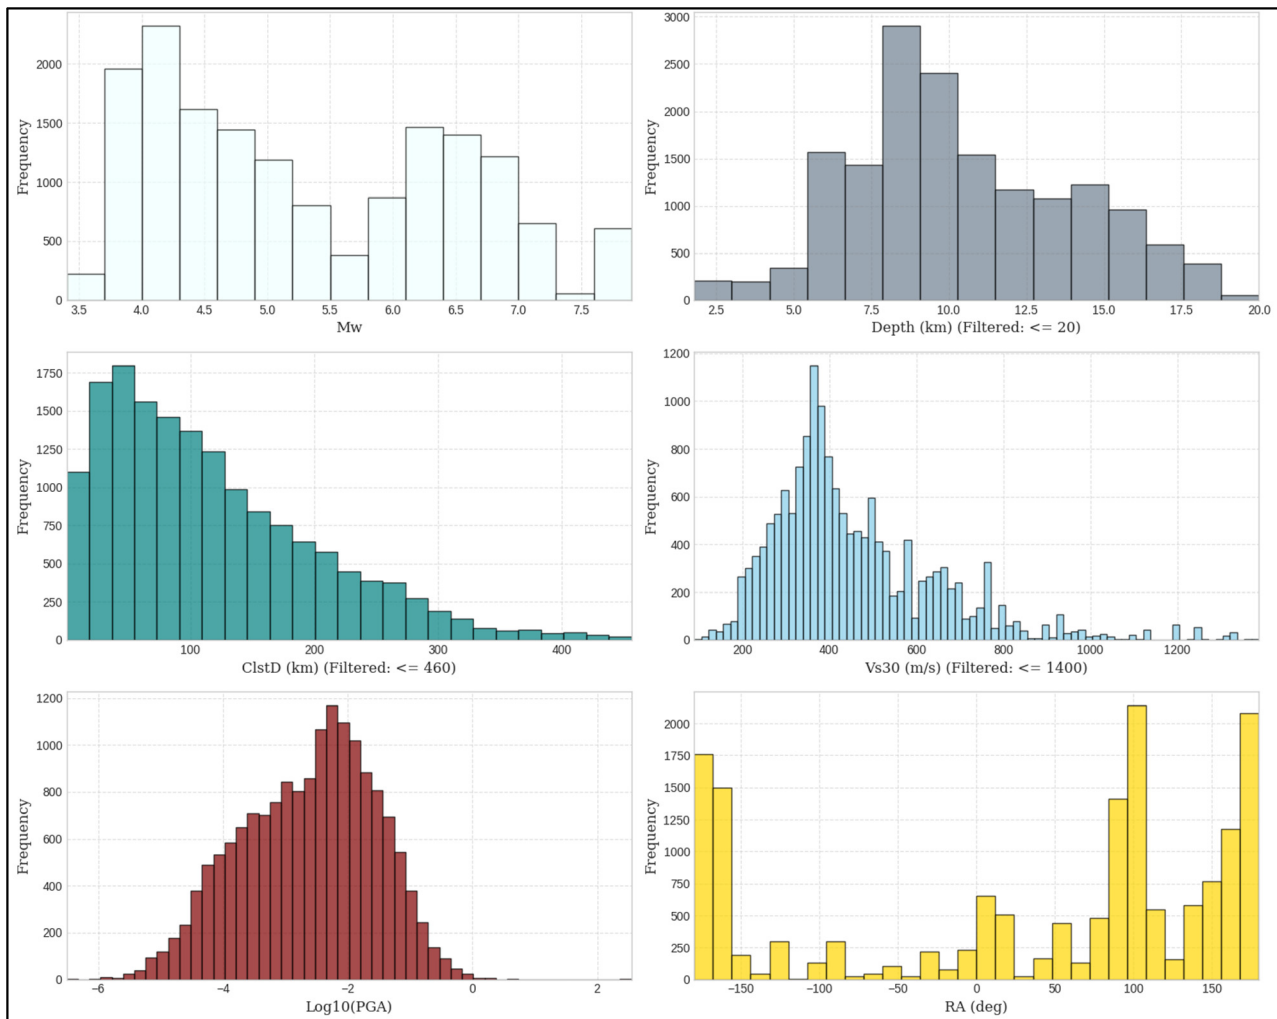 2000
1500
1000
500
0
Frequency
3.5 4.0 4.5 5.0 5.5 6.0 6.5 7.0 7.5
Mw
3000
2500
2000
1500
1000
500
0
Frequency
2.5 5.0 7.5 10.0 12.5 15.0 17.5 20.0
Depth (km) (Filtered: <= 20)
1750
1500
1250
1000
750
500
250
0
Frequency
100 200 300 400
ClstD (km) (Filtered: <= 460)
1200
1000
800
600
400
200
0
Frequency
200 400 600 800 1000 1200
Vs30 (m/s) (Filtered: <= 1400)
1200
1000
800
600
400
200
0
Frequency
−6 −4 −2 0 2
Log10(PGA)
2000
1750
1500
1250
1000
750
500
250
0
Frequency
−150 −100 −50 0 50 100 150
RA (deg)